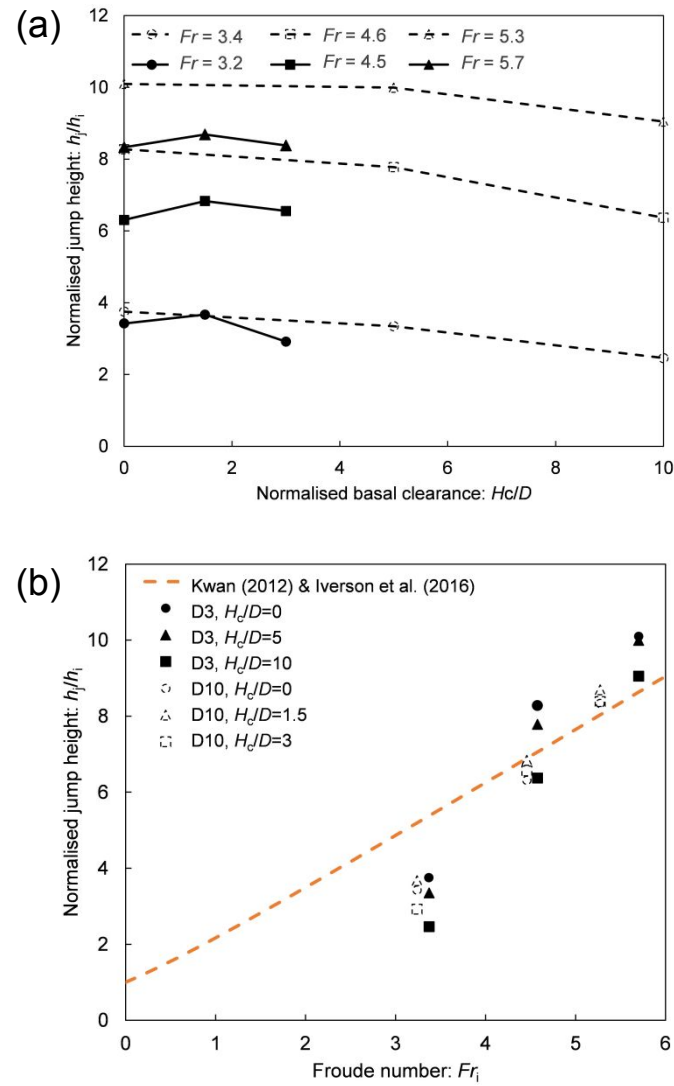 (a)
12
10
8
6
4
2
0
Normalised jump height: hj/hi
Fr = 3.4 Fr = 4.6 Fr = 5.3
Fr = 3.2 Fr = 4.5 Fr = 5.7
0 2 4 6 8 10
Normalised basal clearance: Hc/D
(b)
12
10
8
6
4
2
0
Normalised jump height: hj/hi
Kwan (2012) & Iverson et al. (2016)
D3, Hc/D=0
D3, Hc/D=5
D3, Hc/D=10
D10, Hc/D=0
D10, Hc/D=1.5
D10, Hc/D=3
0 1 2 3 4 5 6
Froude number: Fri